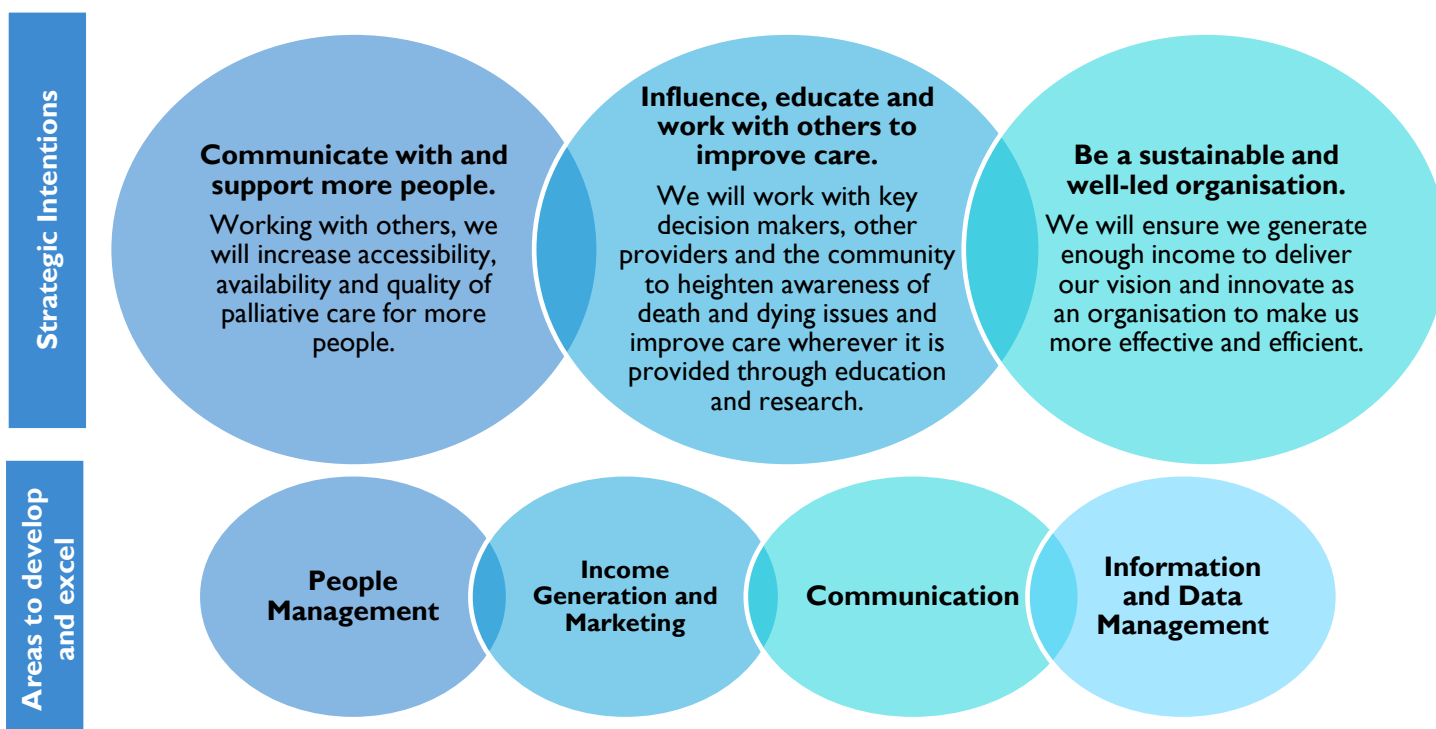 Strategic Intentions
Communicate with and
support more people.
Working with others, we
will increase accessibility,
availability and quality of
palliative care for more
people.
Influence, educate and
work with others to
improve care.
We will work with key
decision makers, other
providers and the community
to heighten awareness of
death and dying issues and
improve care wherever it is
provided through education
and research.
Be a sustainable and
well-led organisation.
We will ensure we generate
enough income to deliver
our vision and innovate as
an organisation to make us
more effective and efficient.
Areas to develop
and excel
People
Management
Income
Generation and
Marketing
Communication
Information
and Data
Management